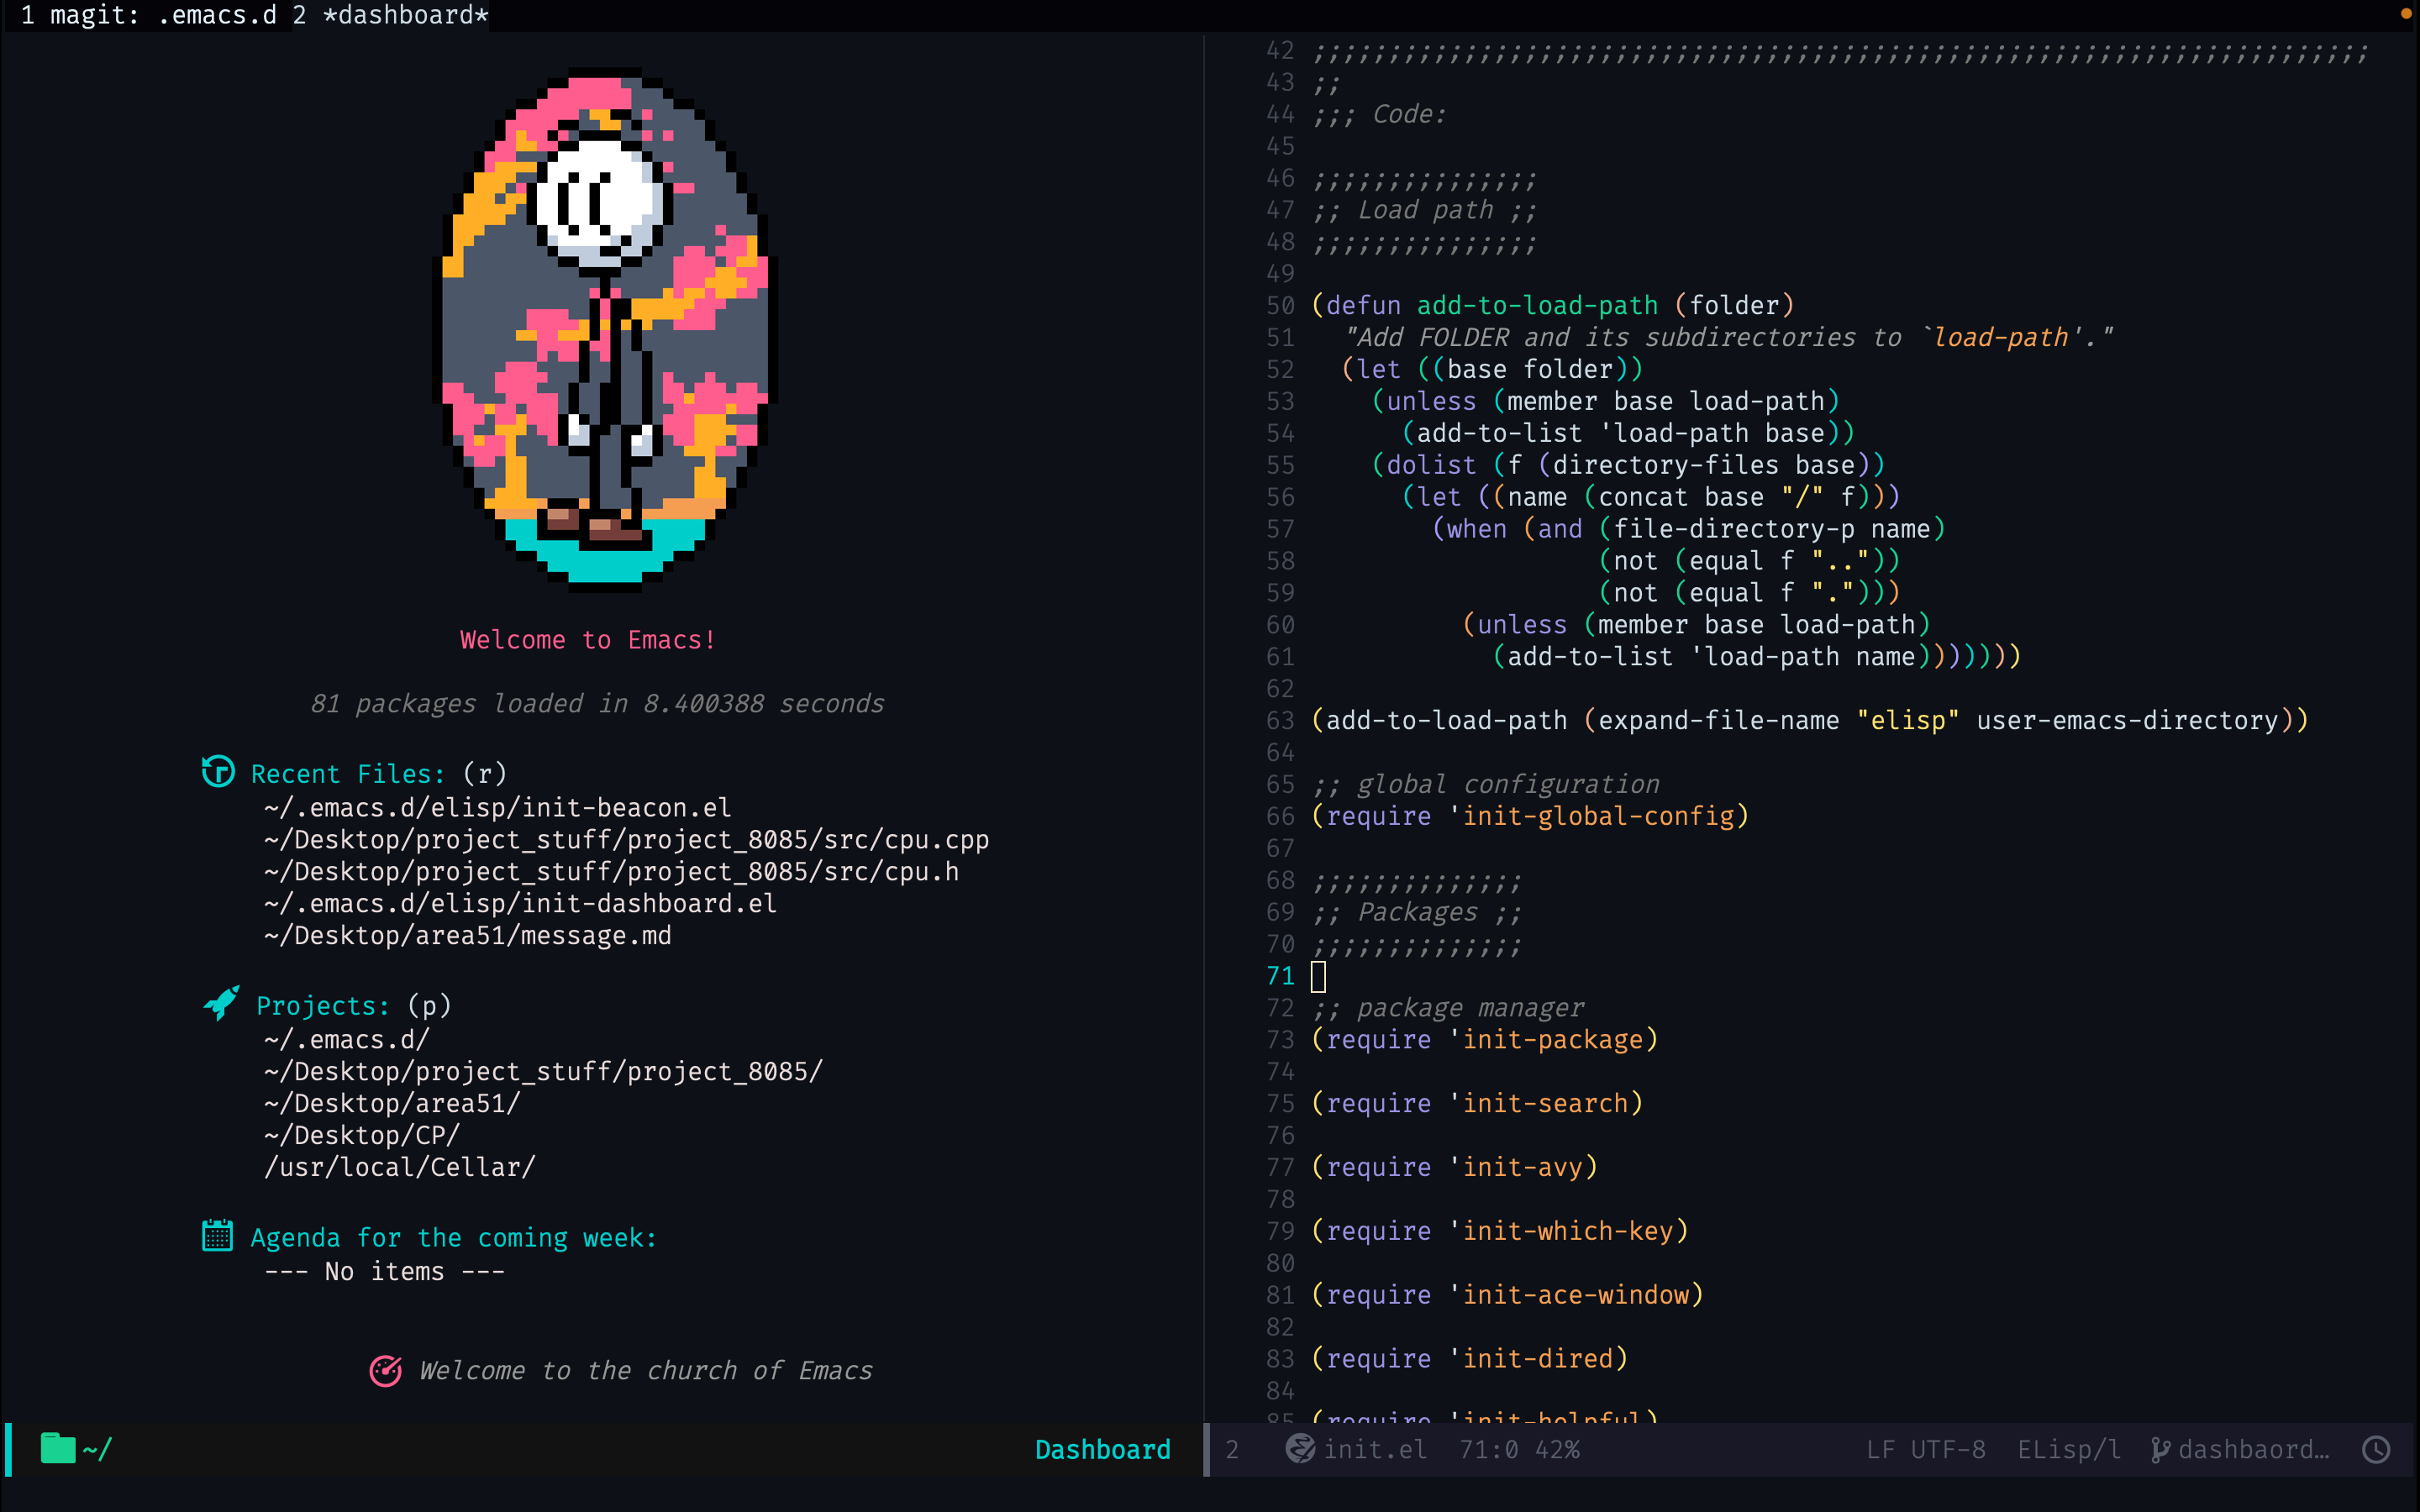 1 magit: .emacs.d 2 *dashboard*
Welcome to Emacs!
81 packages loaded in 8.400388 seconds
Recent Files: (r)
~/.emacs.d/elisp/init-beacon.el
~/Desktop/project_stuff/project_8085/src/cpu.cpp
~/Desktop/project_stuff/project_8085/src/cpu.h
~/.emacs.d/elisp/init-dashboard.el
~/Desktop/area51/message.md
Projects: (p)
~/.emacs.d/
~/Desktop/project_stuff/project_8085/
~/Desktop/area51/
~/Desktop/CP/
/usr/local/Cellar/
Agenda for the coming week:
--- No items ---
Welcome to the church of Emacs
~/ Dashboard
42 ;;;;;;;;;;;;;;;;;;;;;;;;;;;;;;;;;;;;;;;;;;;;;;;;;;;;;;;;;;;;;;;;;;;;;;
43 ;;
44 ;;; Code:
45
46 ;;;;;;;;;;;;;;;
47 ;; Load path ;;
48 ;;;;;;;;;;;;;;;
49
50 (defun add-to-load-path (folder)
51 "Add FOLDER and its subdirectories to `load-path'."
52 (let ((base folder))
53 (unless (member base load-path)
54 (add-to-list 'load-path base))
55 (dolist (f (directory-files base))
56 (let ((name (concat base "/" f)))
57 (when (and (file-directory-p name)
58 (not (equal f ".."))
59 (not (equal f ".")))
60 (unless (member base load-path)
61 (add-to-list 'load-path name)))))))
62
63 (add-to-load-path (expand-file-name "elisp" user-emacs-directory))
64
65 ;; global configuration
66 (require 'init-global-config)
67
68 ;;;;;;;;;;;;;;
69 ;; Packages ;;
70 ;;;;;;;;;;;;;;
71
72 ;; package manager
73 (require 'init-package)
74
75 (require 'init-search)
76
77 (require 'init-avy)
78
79 (require 'init-which-key)
80
81 (require 'init-ace-window)
82
83 (require 'init-dired)
84
85 (require 'init-helpful)
2 init.el 71:0 42% LF UTF-8 ELisp/l dashbaord…